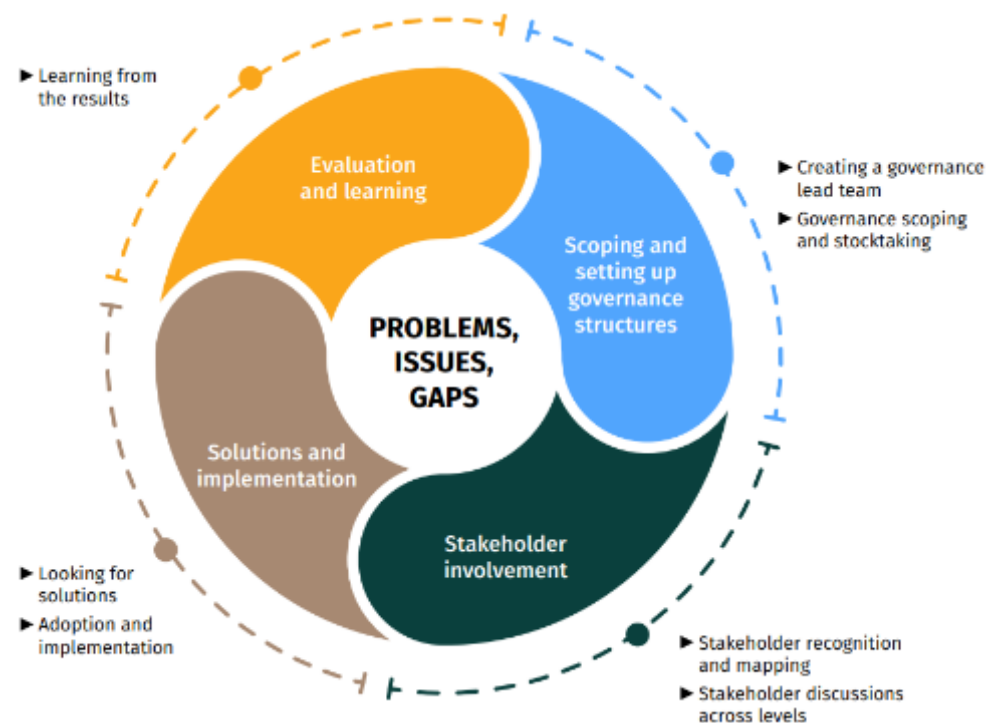 ► Learning from
the results
Evaluation
and learning
► Creating a governance
lead team
► Governance scoping
and stocktaking
Scoping and
setting up
governance
structures
PROBLEMS,
ISSUES,
GAPS
Solutions and
implementation
Stakeholder
involvement
► Looking for
solutions
► Adoption and
implementation
► Stakeholder recognition
and mapping
► Stakeholder discussions
across levels